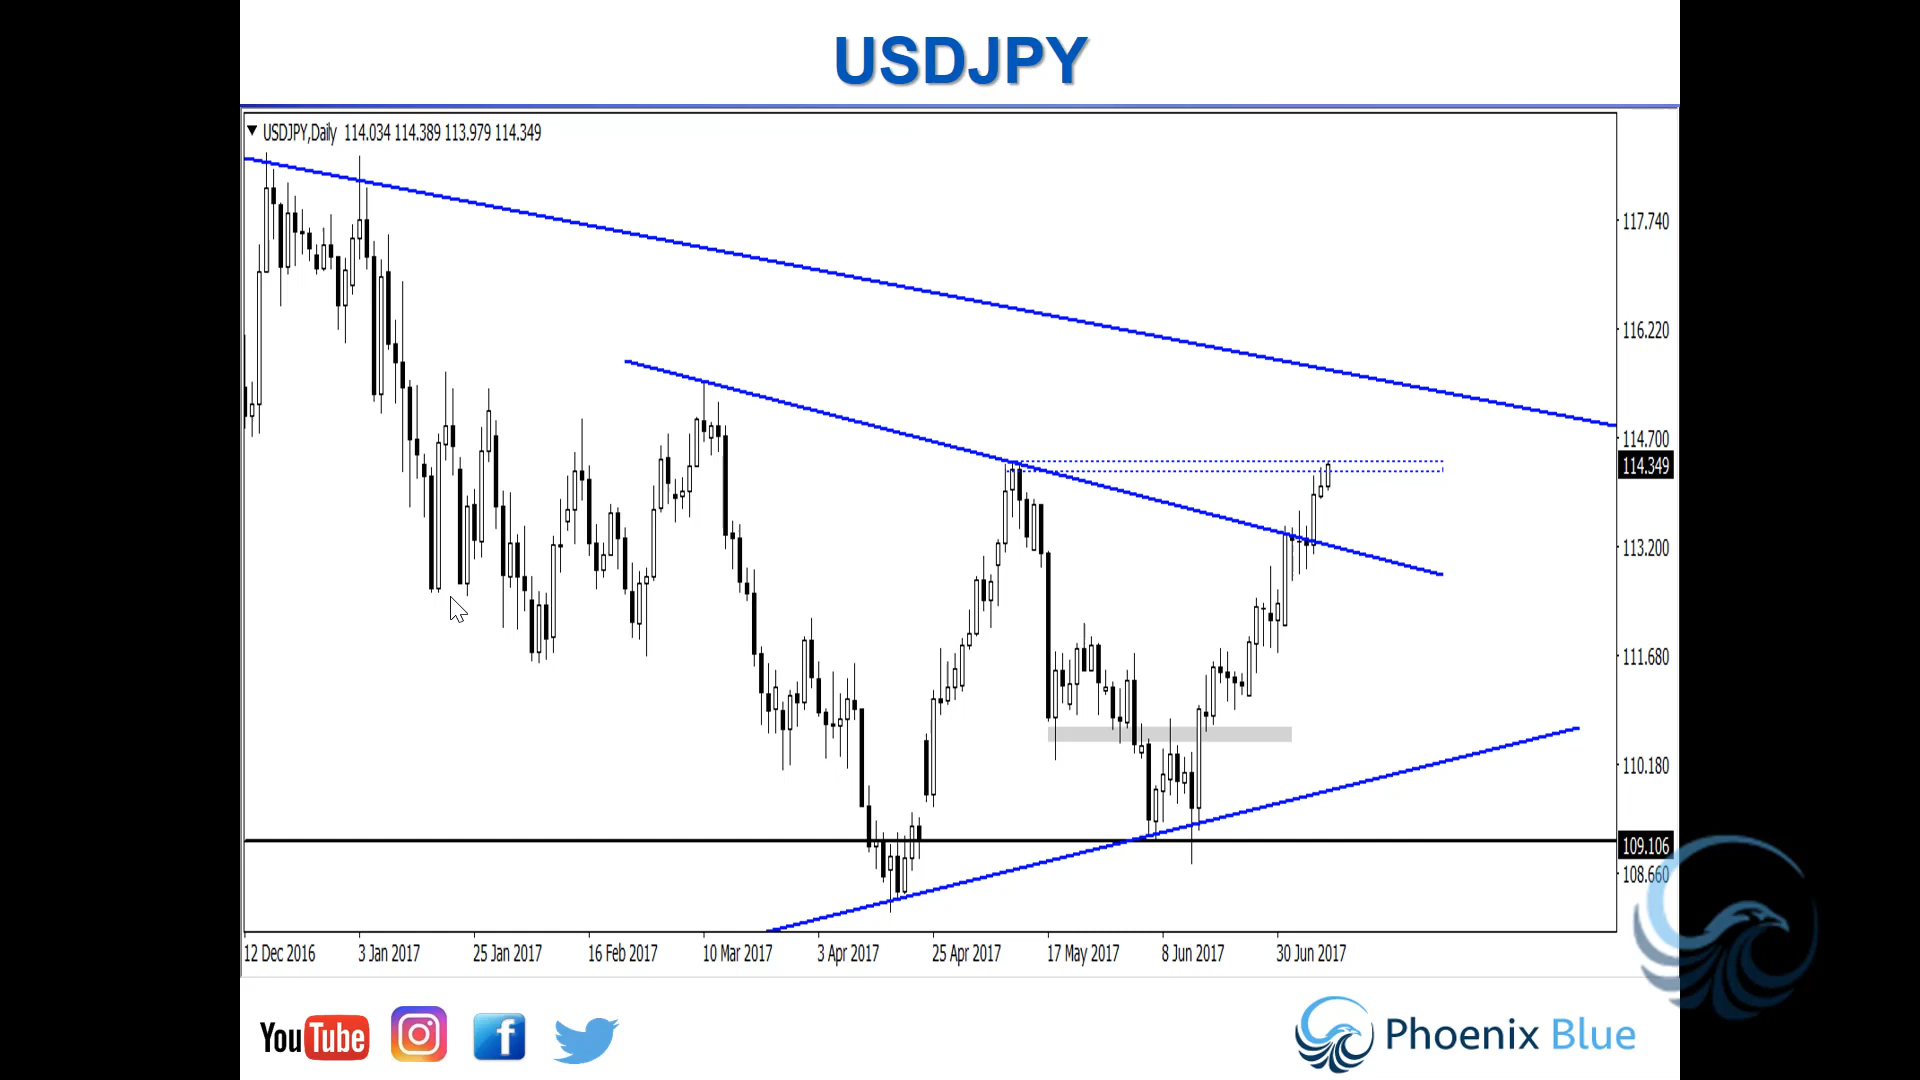 USDJPY
USDJPY,Daily 114.034 114.389 113.979 114.349
117.740
116.220
114.700
114.349
113.200
111.680
110.180
109.106
108.660
12 Dec 2016 3 Jan 2017 25 Jan 2017 16 Feb 2017 10 Mar 2017 3 Apr 2017 25 Apr 2017 17 May 2017 8 Jun 2017 30 Jun 2017
YouTube f Phoenix Blue